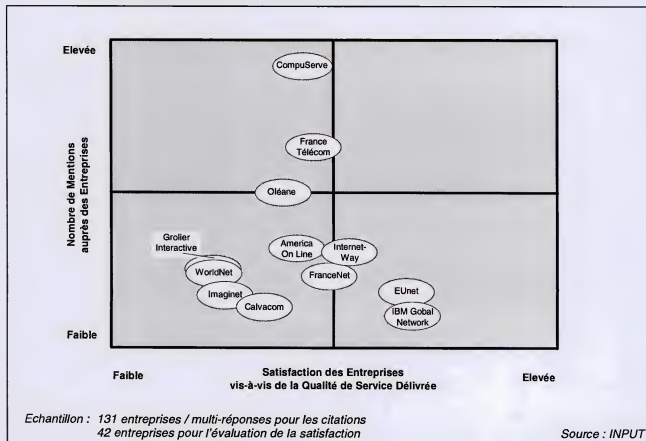 Elevée
CompuServe
France
Télécom
Nombre de Mentions
auprès des Entreprises
Oléane
Grolier
Interactive
America
On Line
Internet-
Way
WorldNet
FranceNet
Imaginet
EUnet
Calvacom
IBM Gobal
Network
Faible
Faible
Satisfaction des Entreprises
vis-à-vis de la Qualité de Service Délivrée
Elevée
Echantillon : 131 entreprises / multi-réponses pour les citations
42 entreprises pour l'évaluation de la satisfaction
Source : INPUT